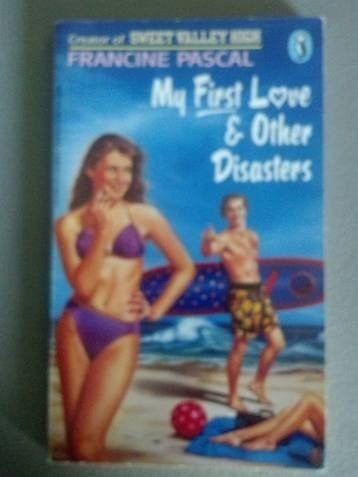 Creator of SWEET VALLEY HIGH
FRANCINE PASCAL
My First Love
& Other
Disasters